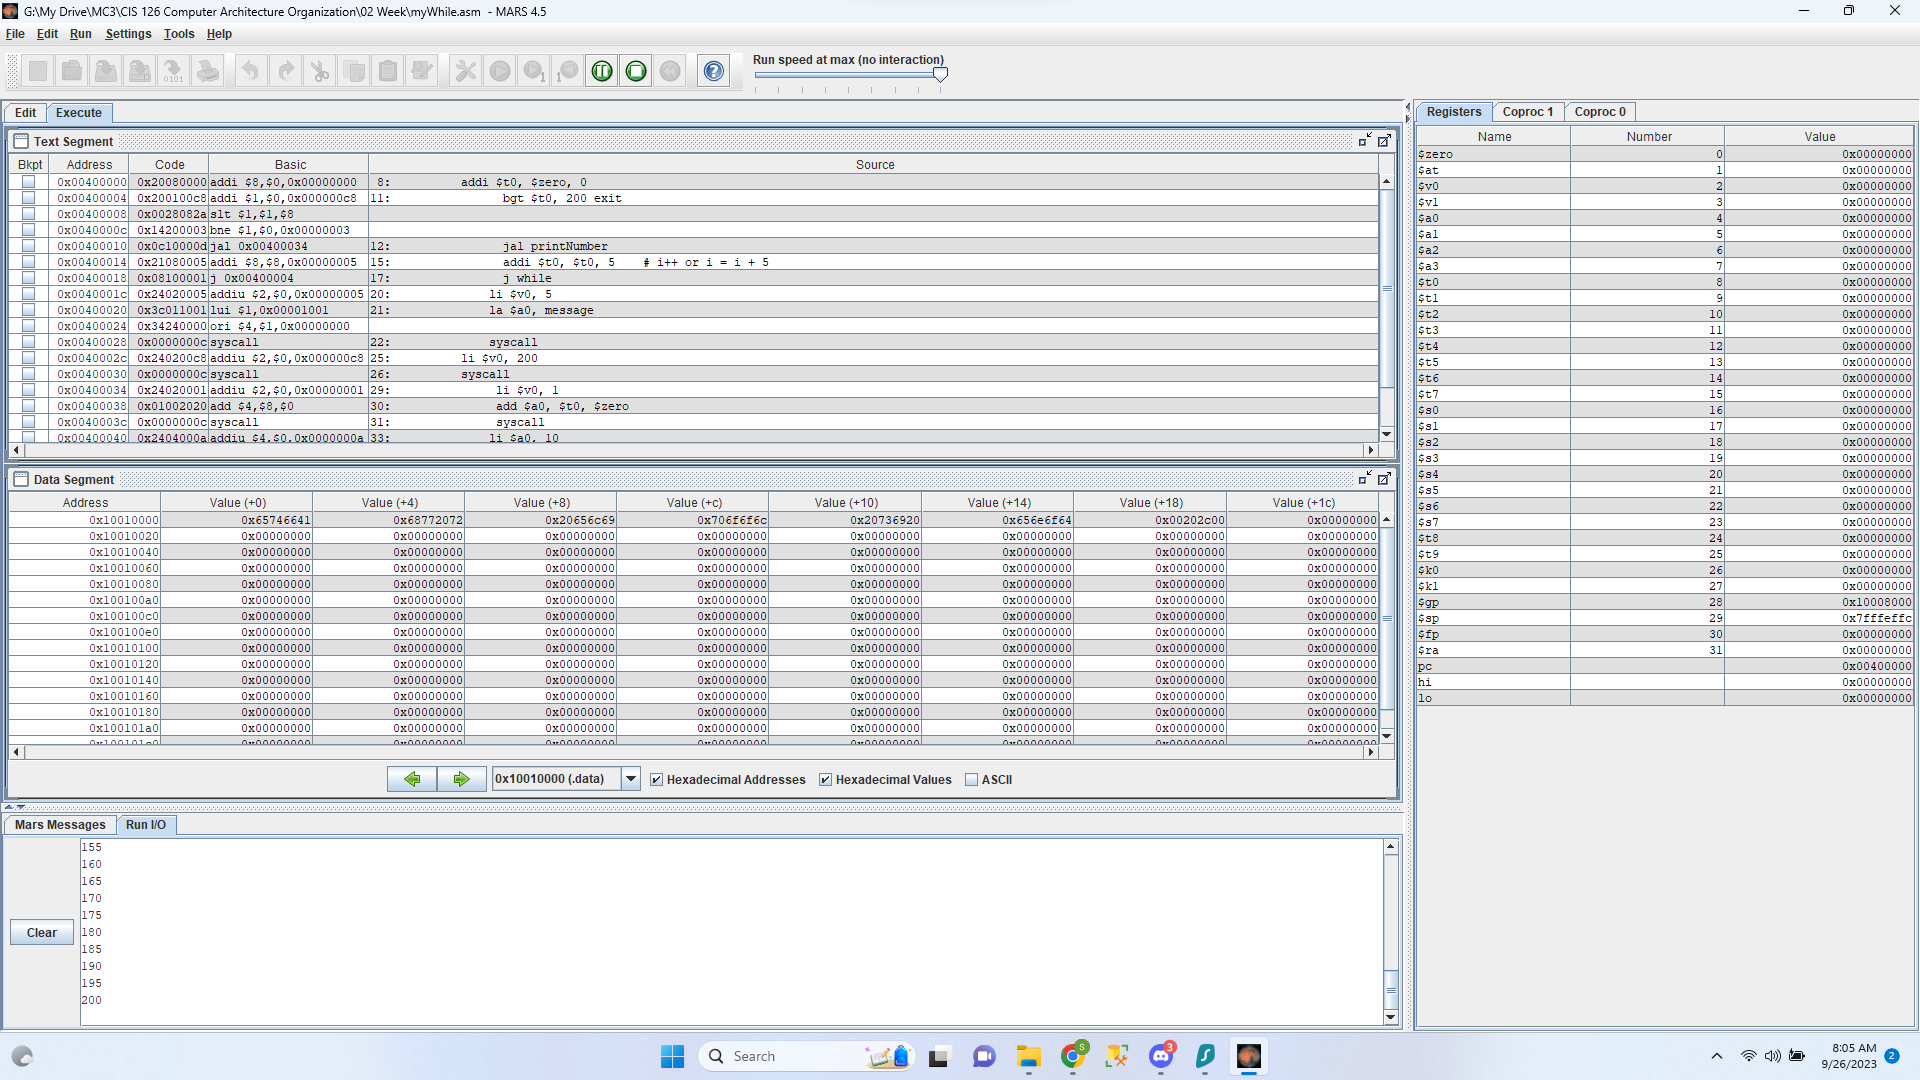 G:\My Drive\MC3\CIS 126 Computer Architecture Organization\02 Week\myWhile.asm - MARS 4.5
File Edit Run Settings Tools Help
Run speed at max (no interaction)
Edit Execute
Text Segment
Bkpt Address Code Basic Source
0x00400000 0x20080000 addi $8,$0,0x00000000 8: addi $t0, $zero, 0
0x00400004 0x200100c8 addi $1,$0,0x000000c8 11: bgt $t0, 200 exit
0x00400008 0x0028082a slt $1,$1,$8
0x0040000c 0x14200003 bne $1,$0,0x00000003
0x00400010 0x0c10000d jal 0x00400034 12: jal printNumber
0x00400014 0x21080005 addi $8,$8,0x00000005 15: addi $t0, $t0, 5 # i++ or i = i + 5
0x00400018 0x08100001 j 0x00400004 17: j while
0x0040001c 0x24020005 addiu $2,$0,0x00000005 20: li $v0, 5
0x00400020 0x3c011001 lui $1,0x00001001 21: la $a0, message
0x00400024 0x34240000 ori $4,$1,0x00000000
0x00400028 0x0000000c syscall 22: syscall
0x0040002c 0x240200c8 addiu $2,$0,0x000000c8 25: li $v0, 200
0x00400030 0x0000000c syscall 26: syscall
0x00400034 0x24020001 addiu $2,$0,0x00000001 29: li $v0, 1
0x00400038 0x01002020 add $4,$8,$0 30: add $a0, $t0, $zero
0x0040003c 0x0000000c syscall 31: syscall
0x00400040 0x2404000a addiu $4,$0,0x0000000a 33: li $a0, 10
Data Segment
Address Value (+0) Value (+4) Value (+8) Value (+c) Value (+10) Value (+14) Value (+18) Value (+1c)
0x10010000 0x65746641 0x68772072 0x20656c69 0x706f6f6c 0x20736920 0x656e6f64 0x00202c00 0x00000000
0x10010020 0x00000000 0x00000000 0x00000000 0x00000000 0x00000000 0x00000000 0x00000000 0x00000000
0x10010040 0x00000000 0x00000000 0x00000000 0x00000000 0x00000000 0x00000000 0x00000000 0x00000000
0x10010060 0x00000000 0x00000000 0x00000000 0x00000000 0x00000000 0x00000000 0x00000000 0x00000000
0x10010080 0x00000000 0x00000000 0x00000000 0x00000000 0x00000000 0x00000000 0x00000000 0x00000000
0x100100a0 0x00000000 0x00000000 0x00000000 0x00000000 0x00000000 0x00000000 0x00000000 0x00000000
0x100100c0 0x00000000 0x00000000 0x00000000 0x00000000 0x00000000 0x00000000 0x00000000 0x00000000
0x100100e0 0x00000000 0x00000000 0x00000000 0x00000000 0x00000000 0x00000000 0x00000000 0x00000000
0x10010100 0x00000000 0x00000000 0x00000000 0x00000000 0x00000000 0x00000000 0x00000000 0x00000000
0x10010120 0x00000000 0x00000000 0x00000000 0x00000000 0x00000000 0x00000000 0x00000000 0x00000000
0x10010140 0x00000000 0x00000000 0x00000000 0x00000000 0x00000000 0x00000000 0x00000000 0x00000000
0x10010160 0x00000000 0x00000000 0x00000000 0x00000000 0x00000000 0x00000000 0x00000000 0x00000000
0x10010180 0x00000000 0x00000000 0x00000000 0x00000000 0x00000000 0x00000000 0x00000000 0x00000000
0x100101a0 0x00000000 0x00000000 0x00000000 0x00000000 0x00000000 0x00000000 0x00000000 0x00000000
0x100101c0 0x00000000 0x00000000 0x00000000 0x00000000 0x00000000 0x00000000 0x00000000 0x00000000
0x10010000 (.data) Hexadecimal Addresses Hexadecimal Values ASCII
Mars Messages Run I/O
Clear
155
160
165
170
175
180
185
190
195
200
Registers Coproc 1 Coproc 0
Name Number Value
$zero 0 0x00000000
$at 1 0x00000000
$v0 2 0x00000000
$v1 3 0x00000000
$a0 4 0x00000000
$a1 5 0x00000000
$a2 6 0x00000000
$a3 7 0x00000000
$t0 8 0x00000000
$t1 9 0x00000000
$t2 10 0x00000000
$t3 11 0x00000000
$t4 12 0x00000000
$t5 13 0x00000000
$t6 14 0x00000000
$t7 15 0x00000000
$s0 16 0x00000000
$s1 17 0x00000000
$s2 18 0x00000000
$s3 19 0x00000000
$s4 20 0x00000000
$s5 21 0x00000000
$s6 22 0x00000000
$s7 23 0x00000000
$t8 24 0x00000000
$t9 25 0x00000000
$k0 26 0x00000000
$k1 27 0x00000000
$gp 28 0x10008000
$sp 29 0x7fffeffc
$fp 30 0x00000000
$ra 31 0x00000000
pc 0x00400000
hi 0x00000000
lo 0x00000000
Search
S
3
8:05 AM
9/26/2023
2